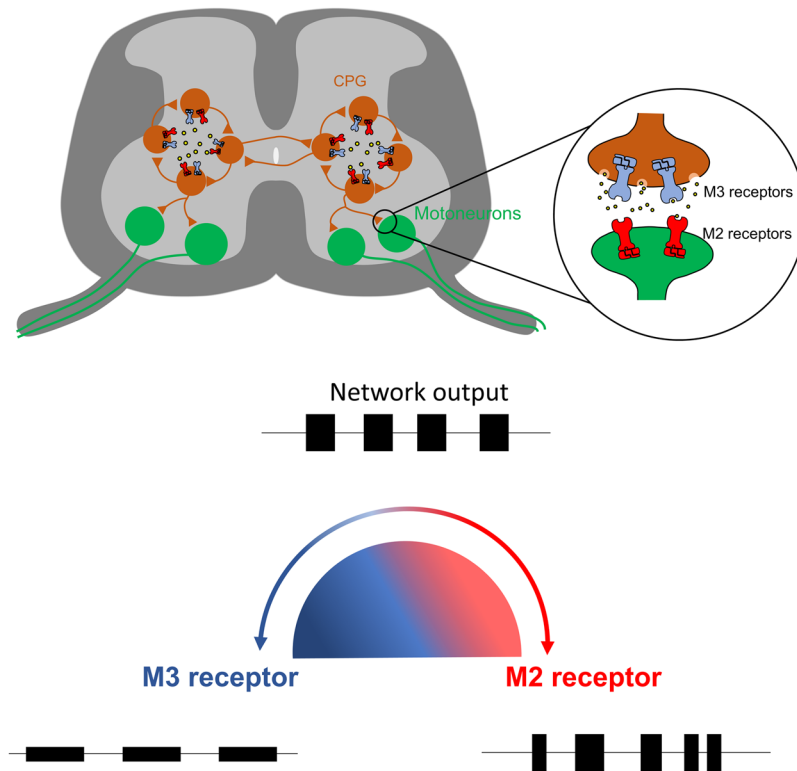 CPG
Motoneurons
M3 receptors
M2 receptors
Network output
M3 receptor
M2 receptor